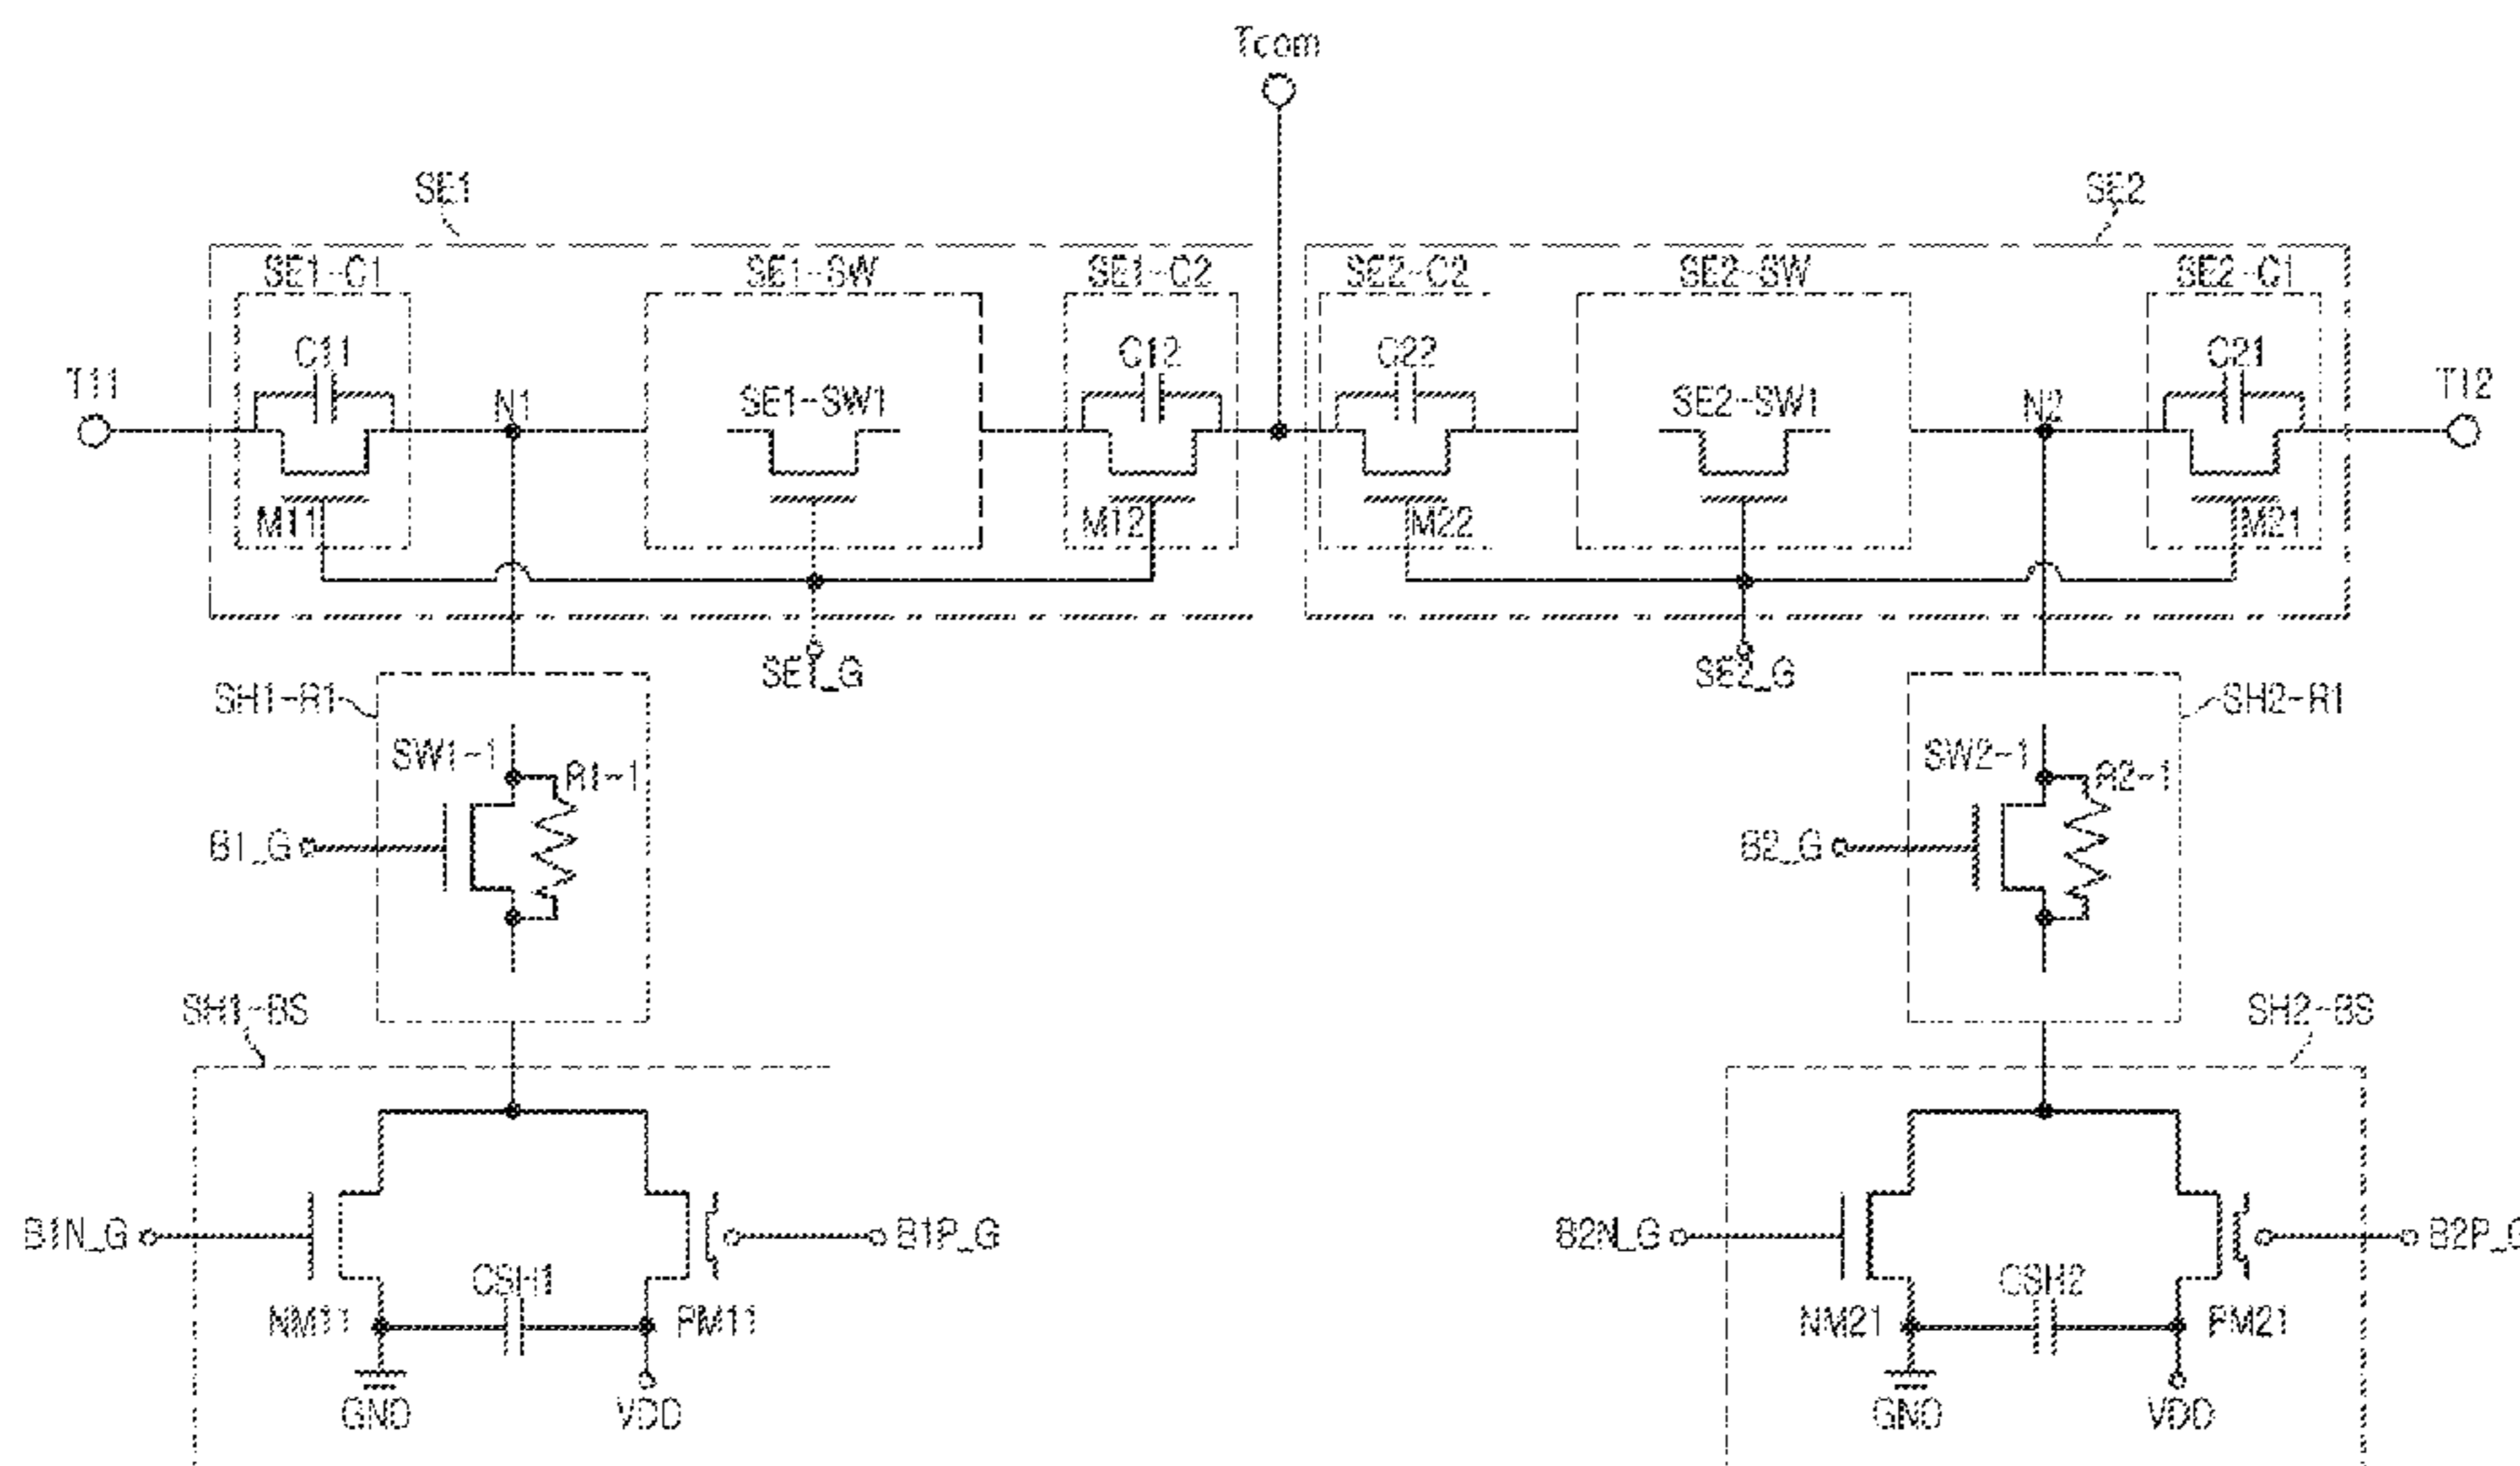 Tcom
SE1
SE2
SE1-C1
SE1-SW
SE1-C2
SE2-C2
SE2-SW
SE2-C1
C11
C12
C22
C21
T11
N1
SE1-SW1
SE2-SW1
N2
T12
M11
M12
M22
M21
SE1_G
SE2_G
SH1-R1
SH2-R1
SW1-1
R1-1
SW2-1
R2-1
B1_G
B2_G
SH1-BS
SH2-BS
B1N_G
B1P_G
B2N_G
B2P_G
CSH1
CSH2
NM11
PM11
NM21
PM21
GND
VDD
GND
VDD